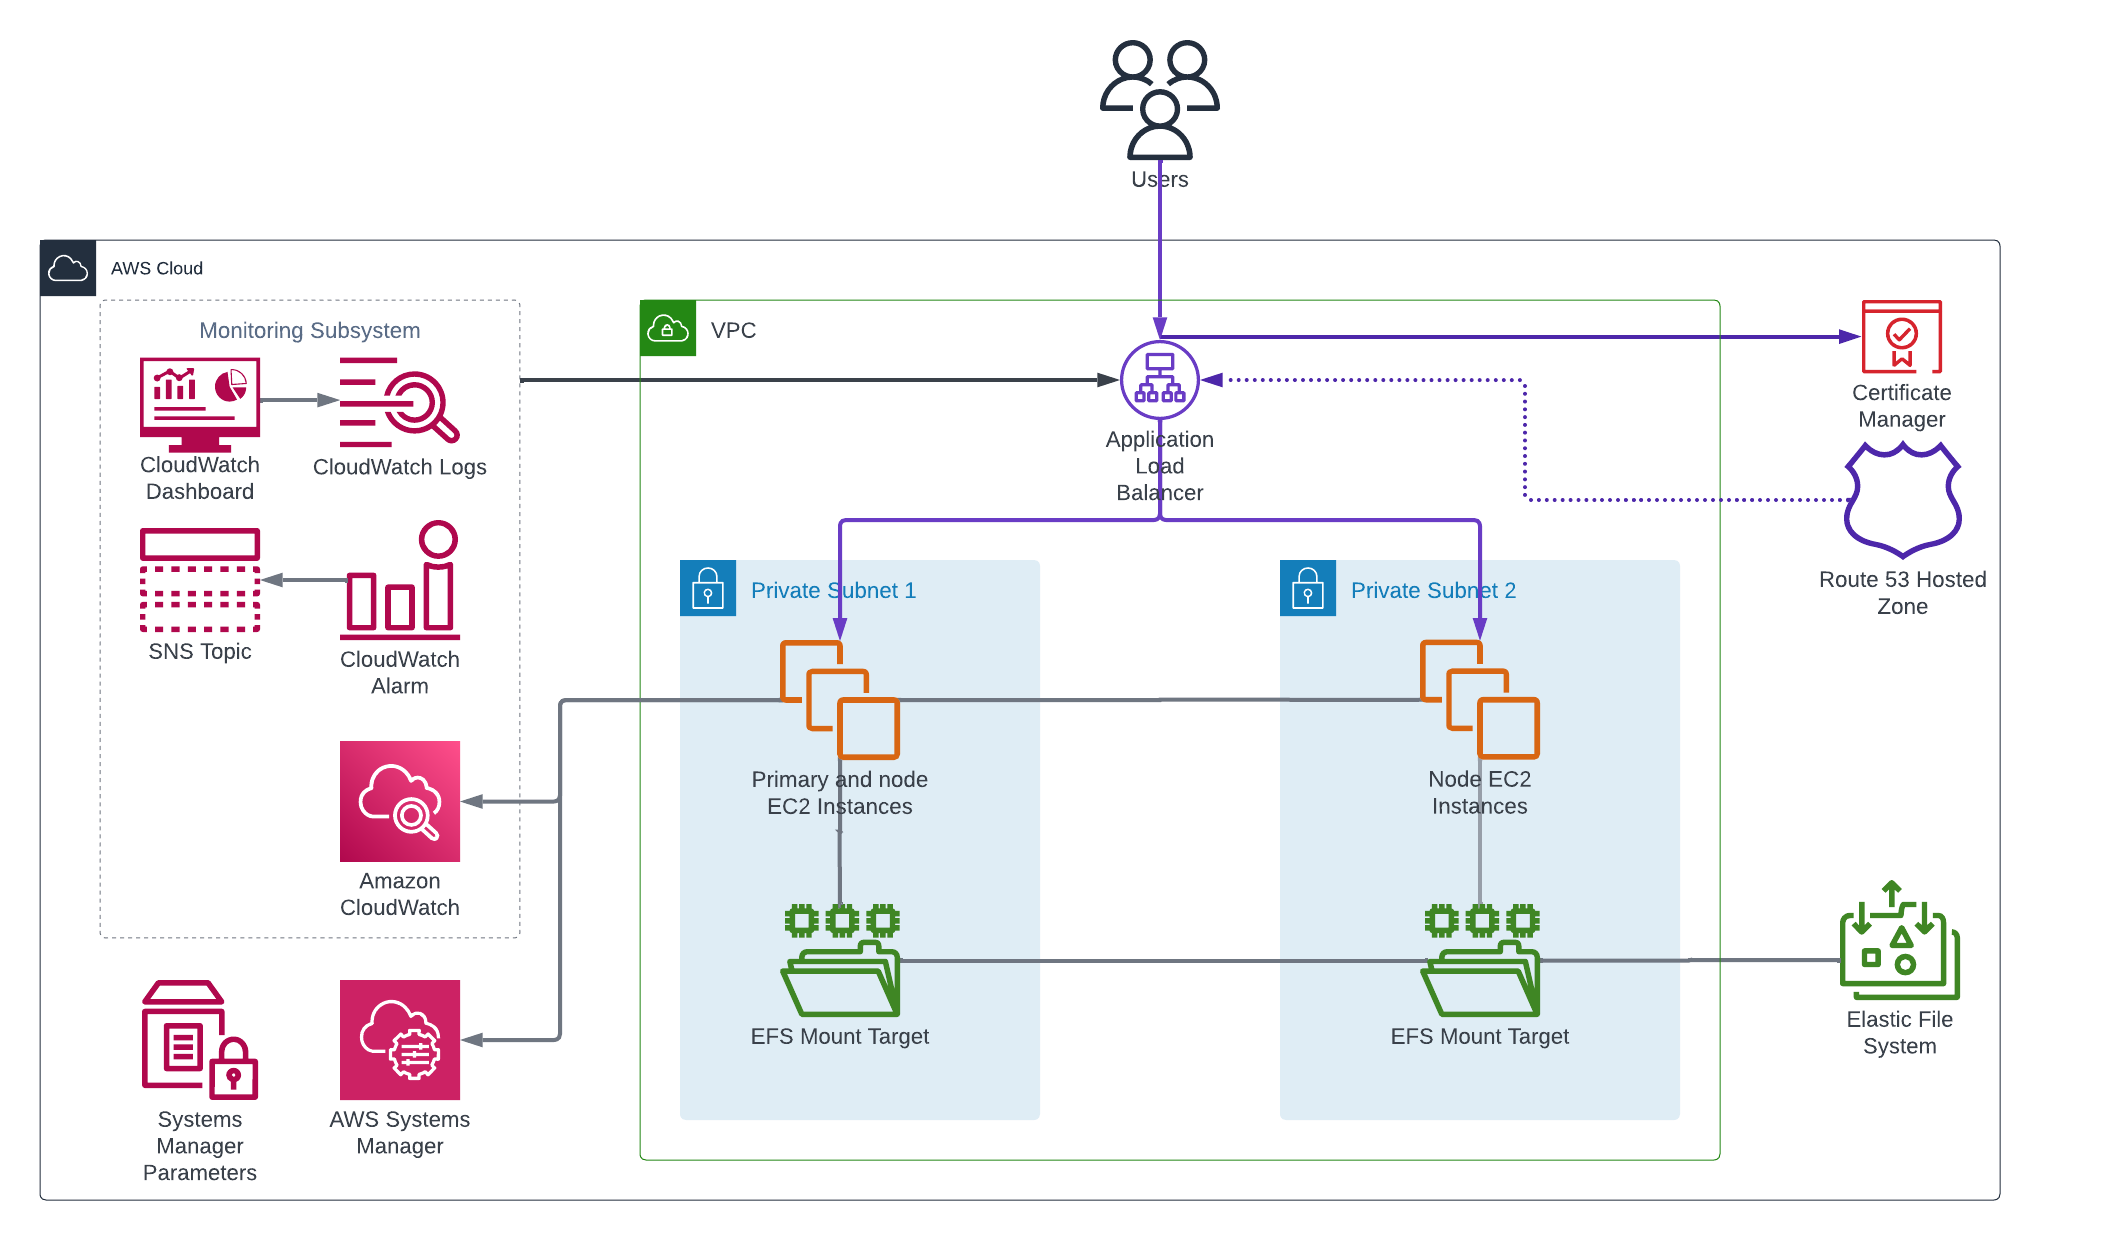 Users
AWS Cloud
Monitoring Subsystem
VPC
CloudWatch
Dashboard
CloudWatch Logs
Application
Load
Balancer
Certificate
Manager
SNS Topic
CloudWatch
Alarm
Private Subnet 1
Private Subnet 2
Route 53 Hosted
Zone
Primary and node
EC2 Instances
Node EC2
Instances
Amazon
CloudWatch
EFS Mount Target
EFS Mount Target
Elastic File
System
Systems
Manager
Parameters
AWS Systems
Manager